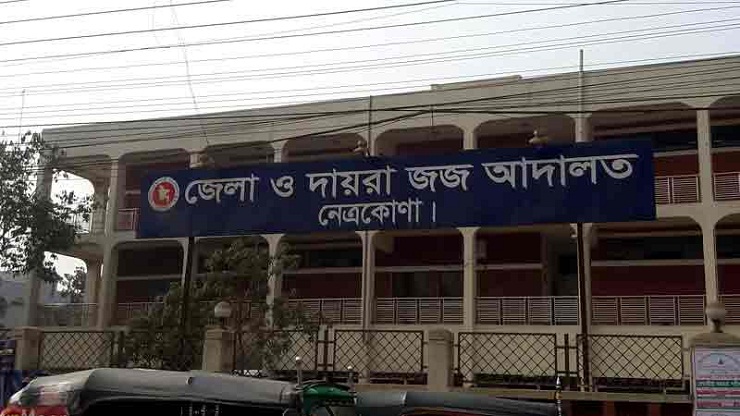 জেলা ও দায়রা জজ আদালত
নেত্রকোণা।